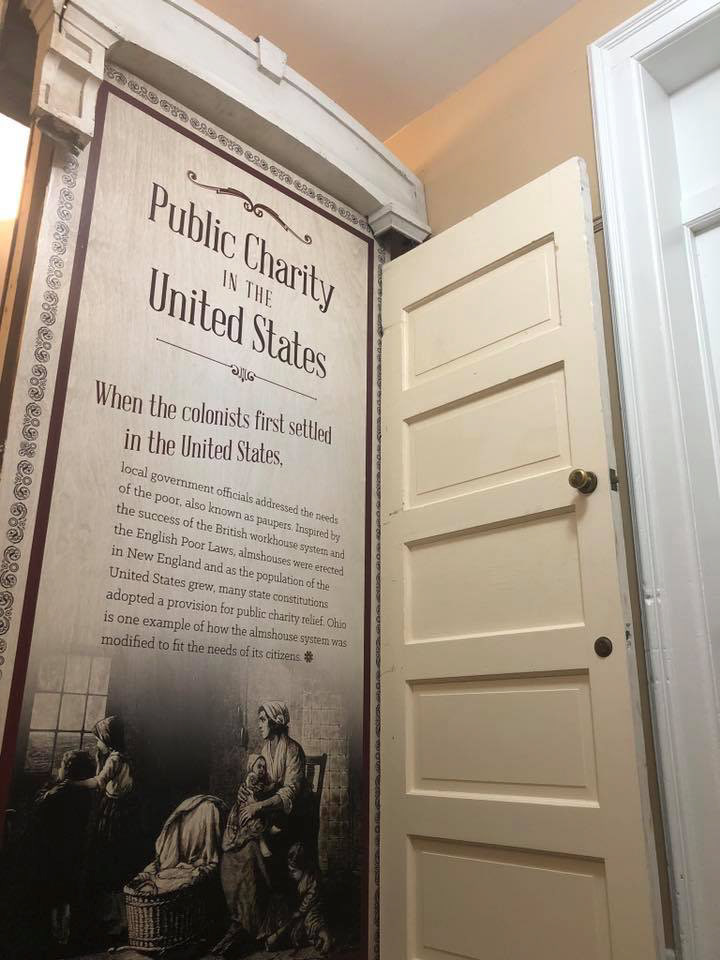 Public Charity
IN THE
United States
When the colonists first settled
in the United States,
local government officials addressed the needs
of the poor, also known as paupers. Inspired by
the success of the British workhouse system and
the English Poor Laws, almshouses were erected
in New England and as the population of the
United States grew, many state constitutions
adopted a provision for public charity relief. Ohio
is one example of how the almshouse system was
modified to fit the needs of its citizens.